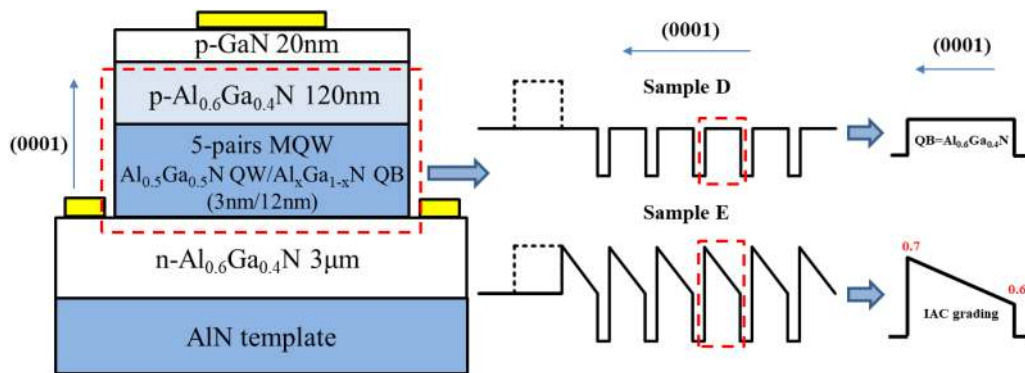 p-GaN 20nm
p-Al0.6Ga0.4N 120nm
(0001)
5-pairs MQW
Al0.5Ga0.5N QW/AlxGa1-xN QB
(3nm/12nm)
n-Al0.6Ga0.4N 3μm
AlN template
(0001)
Sample D
(0001)
QB=Al0.6Ga0.4N
Sample E
0.7
0.6
IAC grading